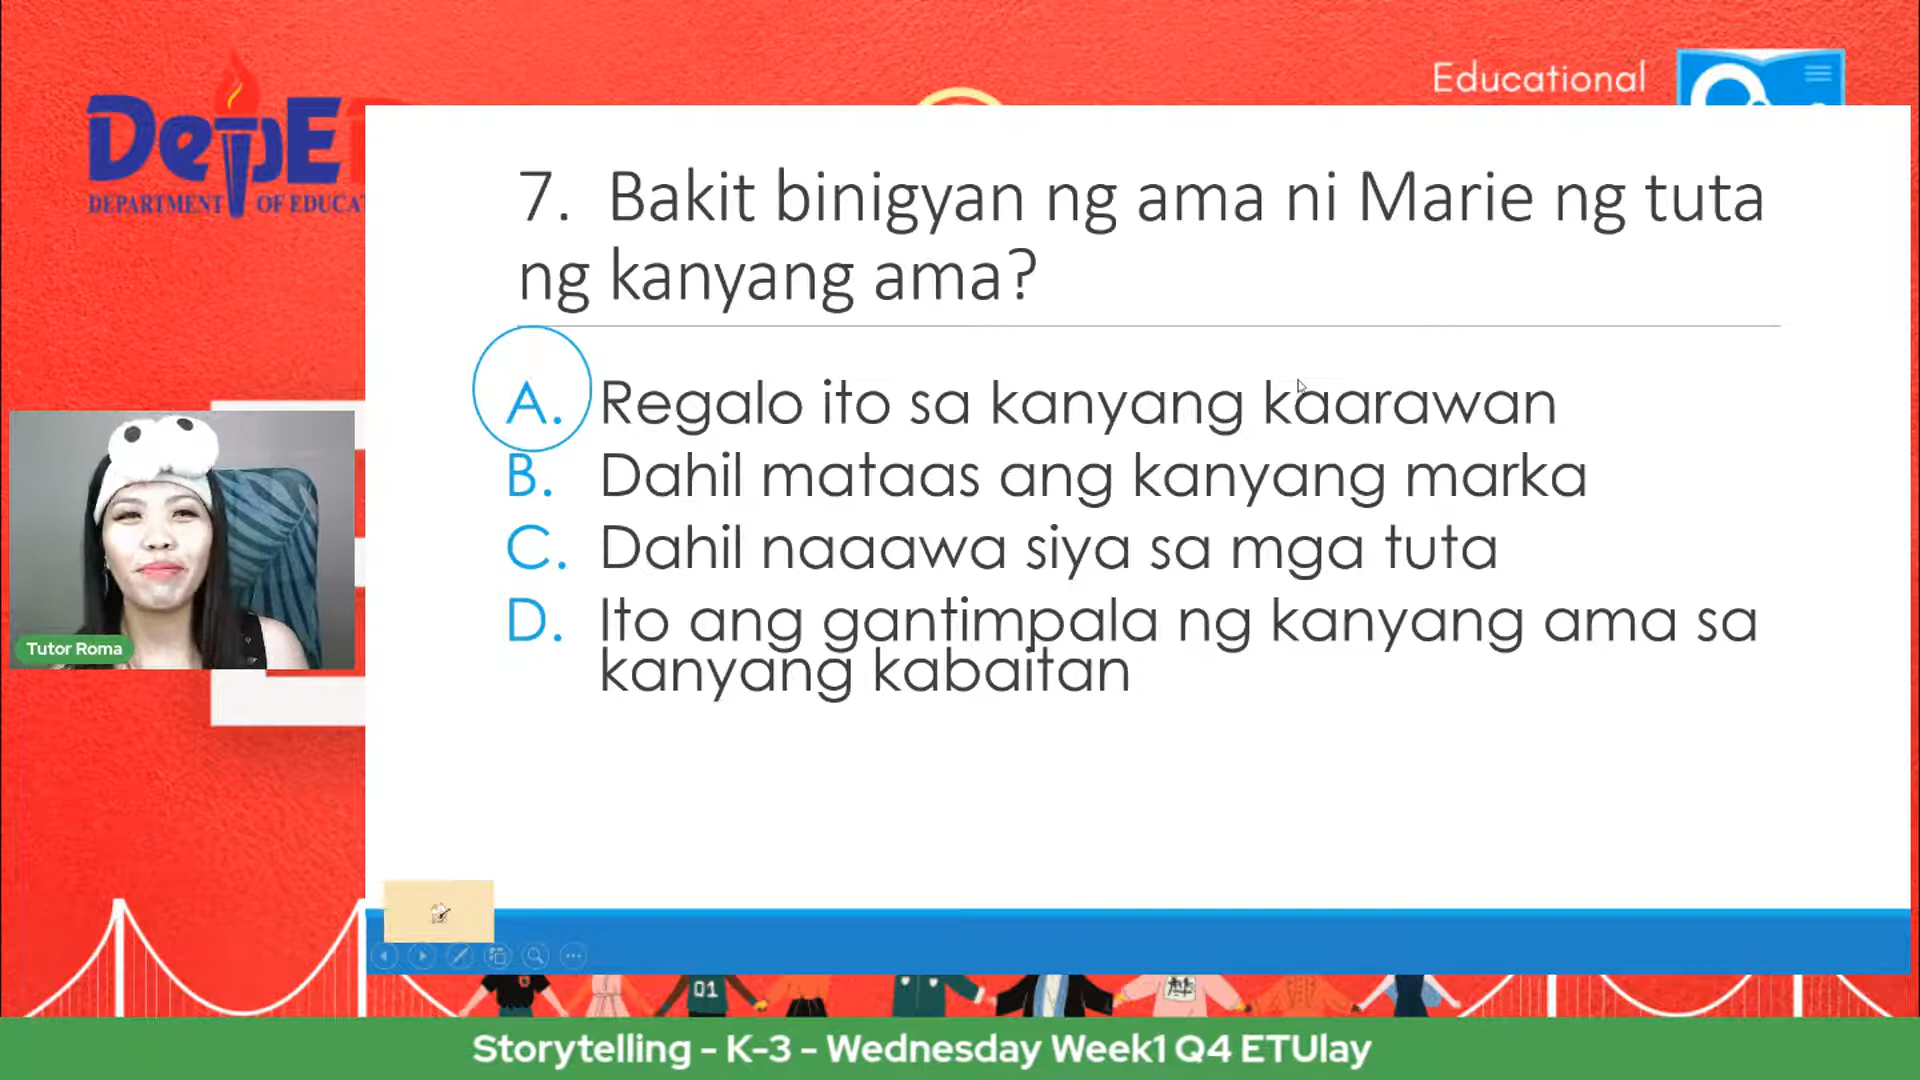 Educational
DepE
DEPARTMENT OF EDUCAT
7. Bakit binigyan ng ama ni Marie ng tuta
ng kanyang ama?
A. Regalo ito sa kanyang kaarawan
B. Dahil mataas ang kanyang marka
C. Dahil naaawa siya sa mga tuta
D. Ito ang gantimpala ng kanyang ama sa
kanyang kabaitan
Tutor Roma
01
Storytelling - K-3 - Wednesday Week1 Q4 ETUlay